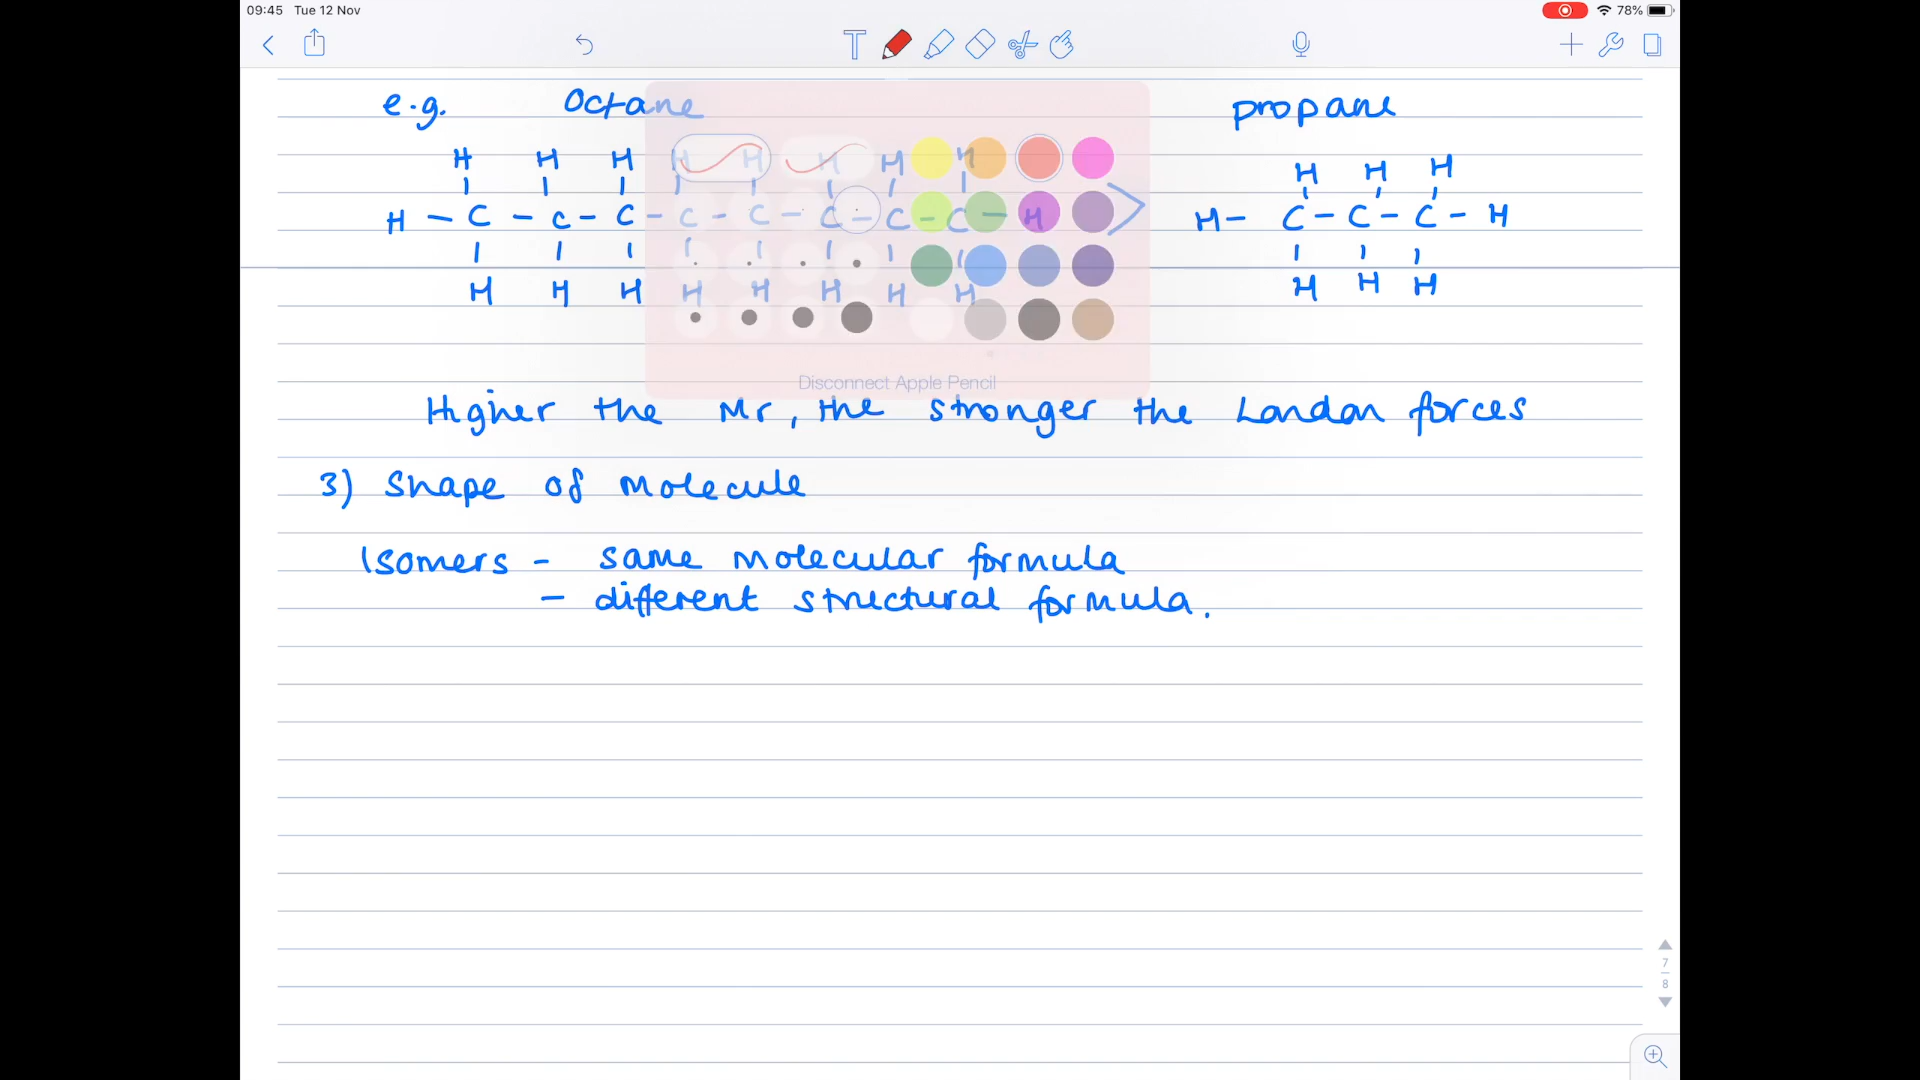 09:45 Tue 12 Nov 78%
T
e.g. Octane propane
H H H H H H H H H H H
H - C - C - C - C - C - C - C - C - H > H - C - C - C - H
H H H H H H H H H H H
Disconnect Apple Pencil
Higher the Mr, the stronger the London forces
3) Shape of molecule
Isomers - same molecular formula
- different structural formula.
7
8